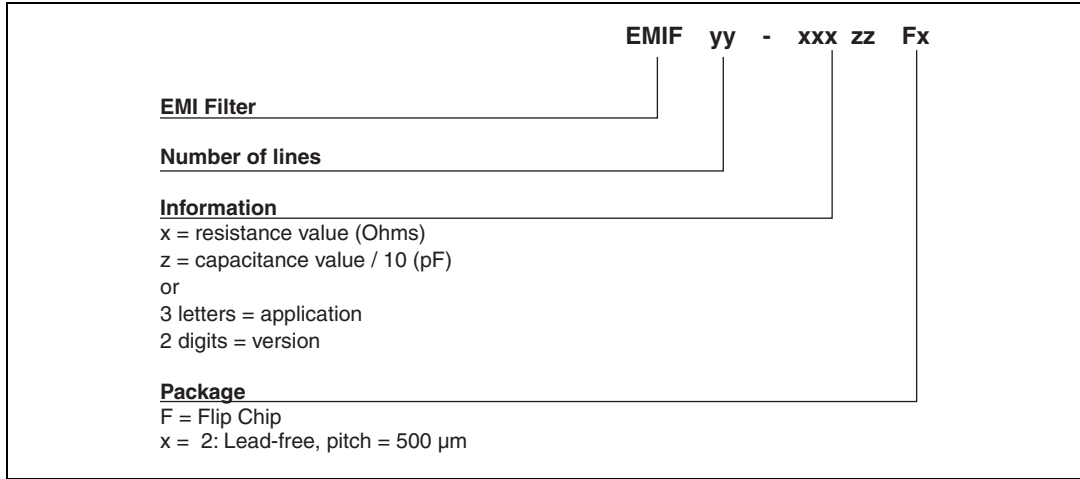 EMIF yy - xxx zz Fx
EMI Filter
Number of lines
Information
x = resistance value (Ohms)
z = capacitance value / 10 (pF)
or
3 letters = application
2 digits = version
Package
F = Flip Chip
x = 2: Lead-free, pitch = 500 µm